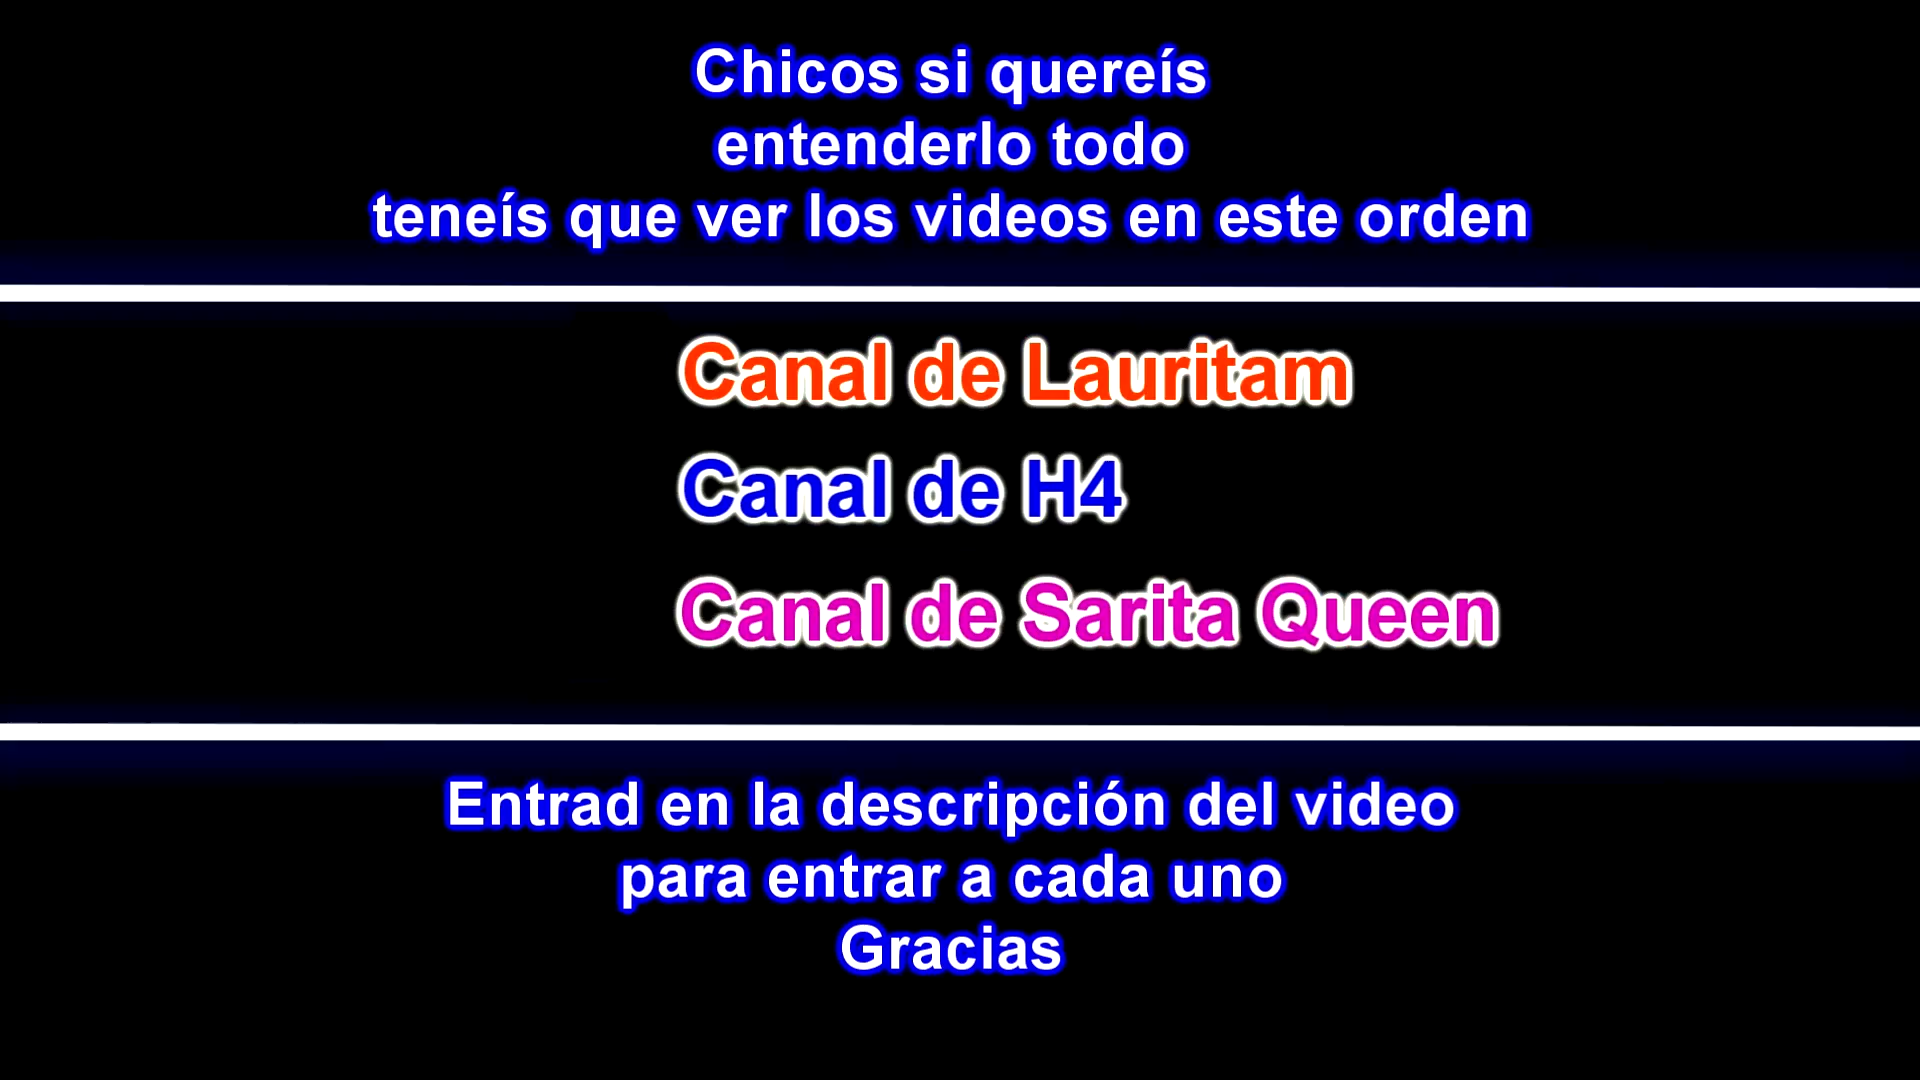 Chicos si quereís
entenderlo todo
teneís que ver los videos en este orden
Canal de Lauritam
Canal de H4
Canal de Sarita Queen
Entrad en la descripción del video
para entrar a cada uno
Gracias